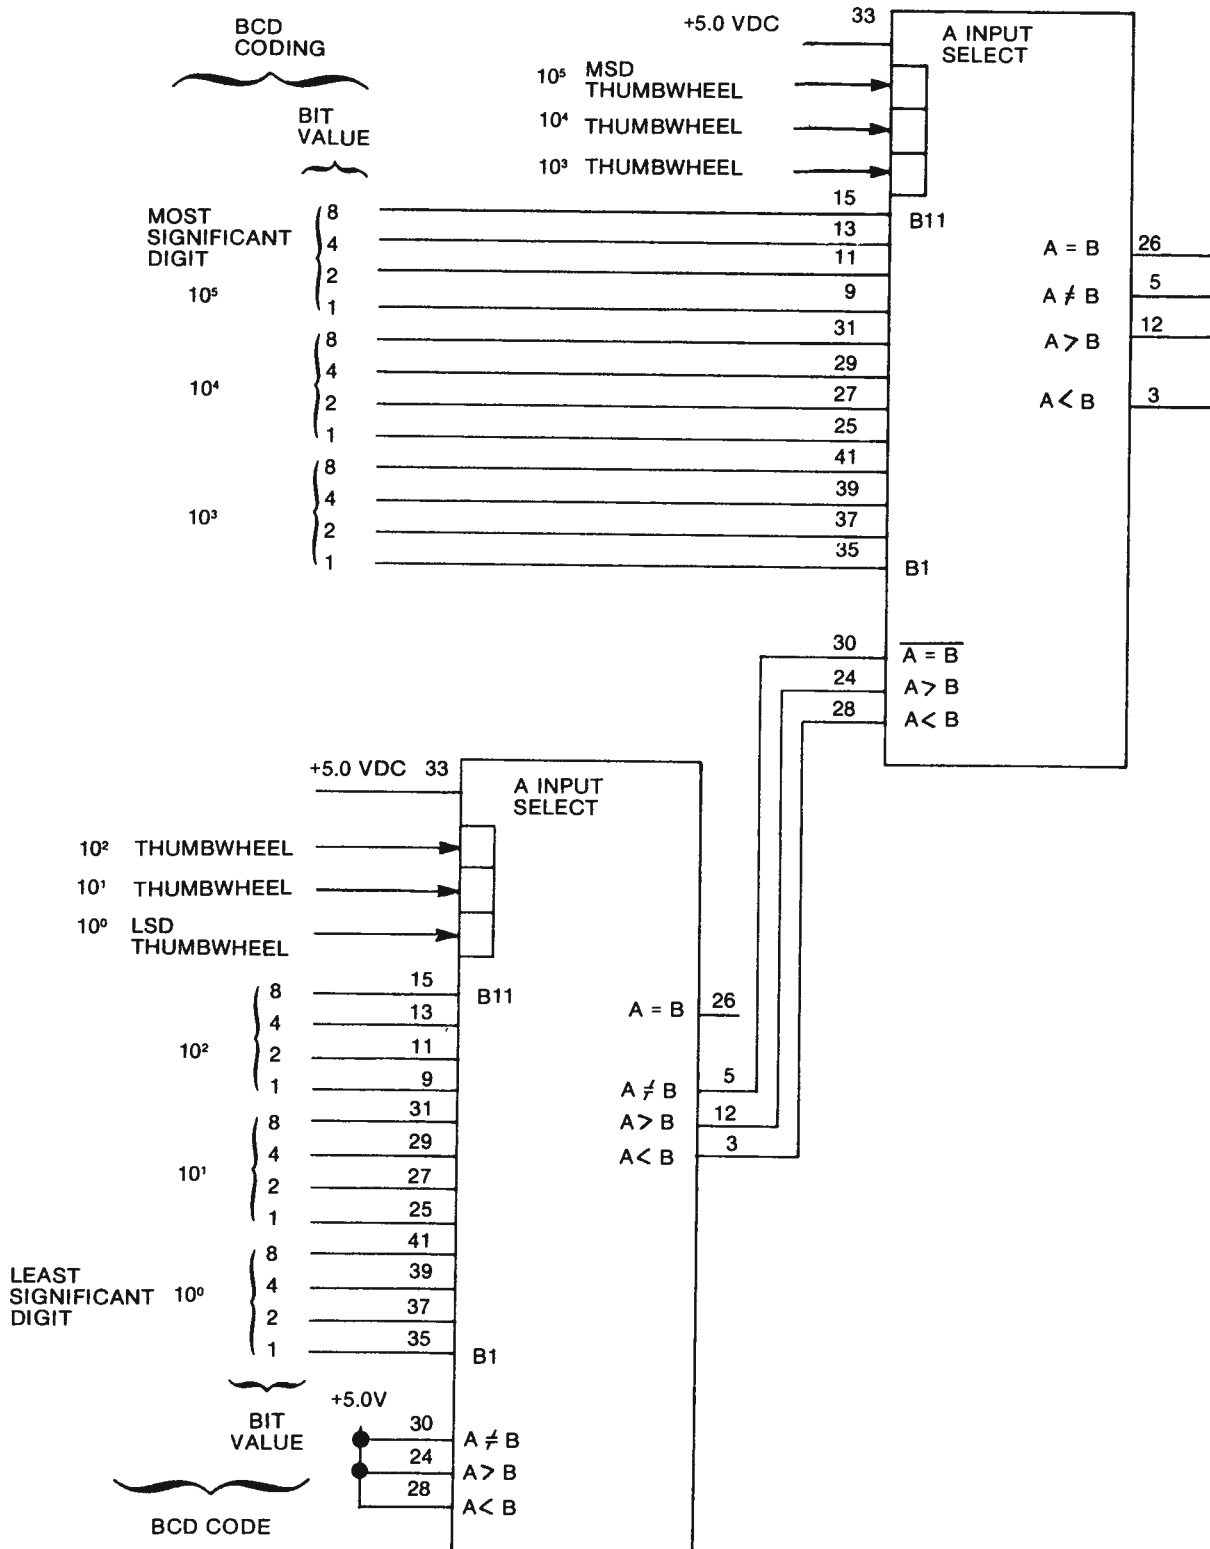 BCD
CODING
BIT
VALUE
+5.0 VDC 33
A INPUT
SELECT
10⁵ MSD
THUMBWHEEL
10⁴ THUMBWHEEL
10³ THUMBWHEEL
MOST
SIGNIFICANT
DIGIT
10⁵
8 15 B11
4 13
2 11
1 9
10⁴
8 31
4 29
2 27
1 25
10³
8 41
4 39
2 37
1 35 B1
A = B 26
A ≠ B 5
A > B 12
A < B 3
30 A̅ ̅=̅ ̅B̅
24 A > B
28 A < B
+5.0 VDC 33
A INPUT
SELECT
10² THUMBWHEEL
10¹ THUMBWHEEL
10⁰ LSD
THUMBWHEEL
10²
8 15 B11
4 13
2 11
1 9
10¹
8 31
4 29
2 27
1 25
LEAST
SIGNIFICANT
DIGIT
10⁰
8 41
4 39
2 37
1 35 B1
A = B 26
A ≠ B 5
A > B 12
A < B 3
BIT
VALUE
BCD CODE
+5.0V
30 A ≠ B
24 A > B
28 A < B